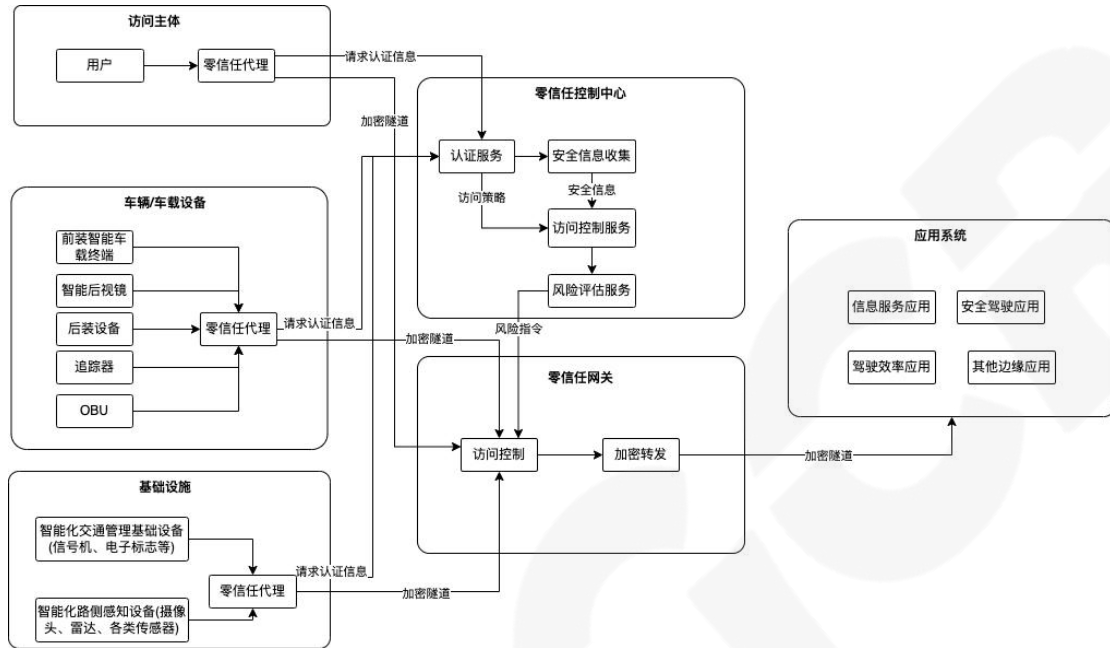 访问主体
用户
零信任代理
请求认证信息
加密隧道
零信任控制中心
认证服务
安全信息收集
访问策略
安全信息
访问控制服务
风险评估服务
风险指令
车辆/车载设备
前装智能车
载终端
智能后视镜
后装设备
追踪器
OBU
零信任代理
请求认证信息
加密隧道
零信任网关
访问控制
加密转发
加密隧道
应用系统
信息服务应用
安全驾驶应用
驾驶效率应用
其他边缘应用
基础设施
智能化交通管理基础设备
(信号机、电子标志等)
智能化路侧感知设备(摄像
头、雷达、各类传感器)
零信任代理
请求认证信息
加密隧道